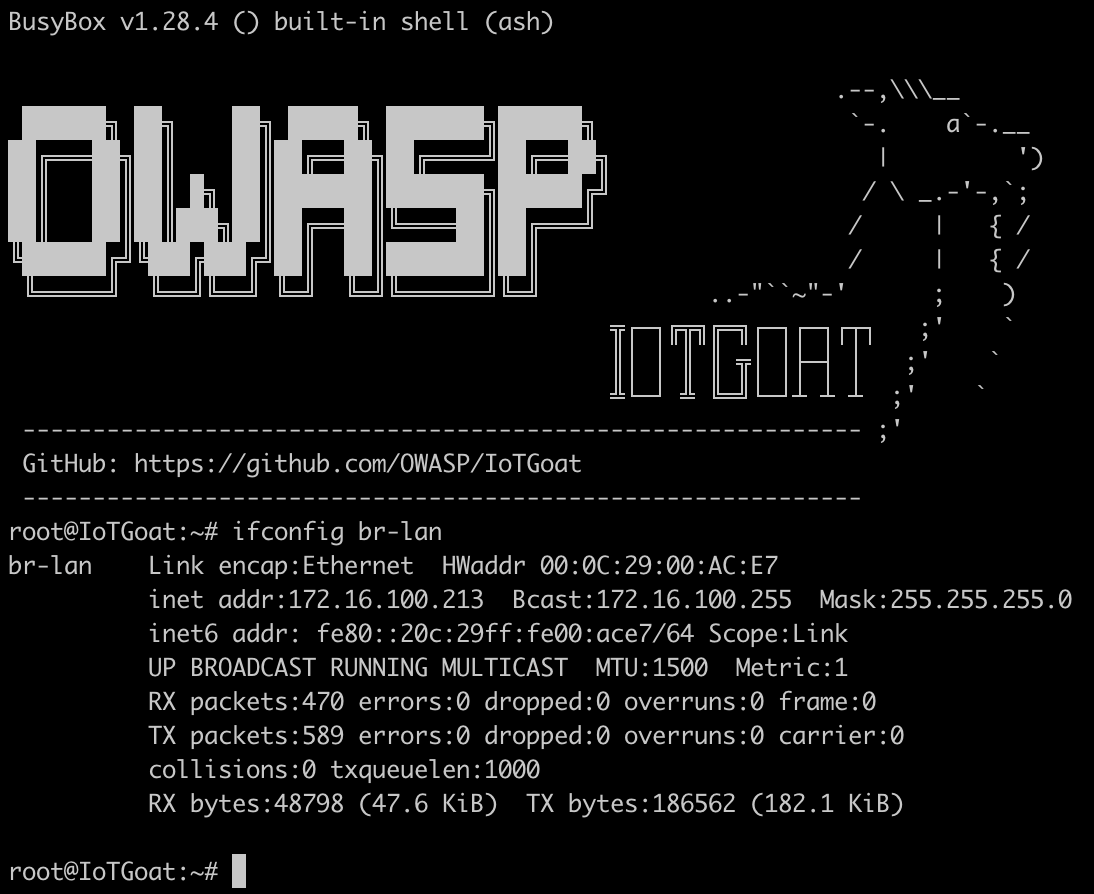 BusyBox v1.28.4 () built-in shell (ash)
OWASP
IOTGOAT
------------------------------------------------------------
GitHub: https://github.com/OWASP/IoTGoat
------------------------------------------------------------
root@IoTGoat:~# ifconfig br-lan
br-lan    Link encap:Ethernet  HWaddr 00:0C:29:00:AC:E7
          inet addr:172.16.100.213  Bcast:172.16.100.255  Mask:255.255.255.0
          inet6 addr: fe80::20c:29ff:fe00:ace7/64 Scope:Link
          UP BROADCAST RUNNING MULTICAST  MTU:1500  Metric:1
          RX packets:470 errors:0 dropped:0 overruns:0 frame:0
          TX packets:589 errors:0 dropped:0 overruns:0 carrier:0
          collisions:0 txqueuelen:1000
          RX bytes:48798 (47.6 KiB)  TX bytes:186562 (182.1 KiB)
root@IoTGoat:~#